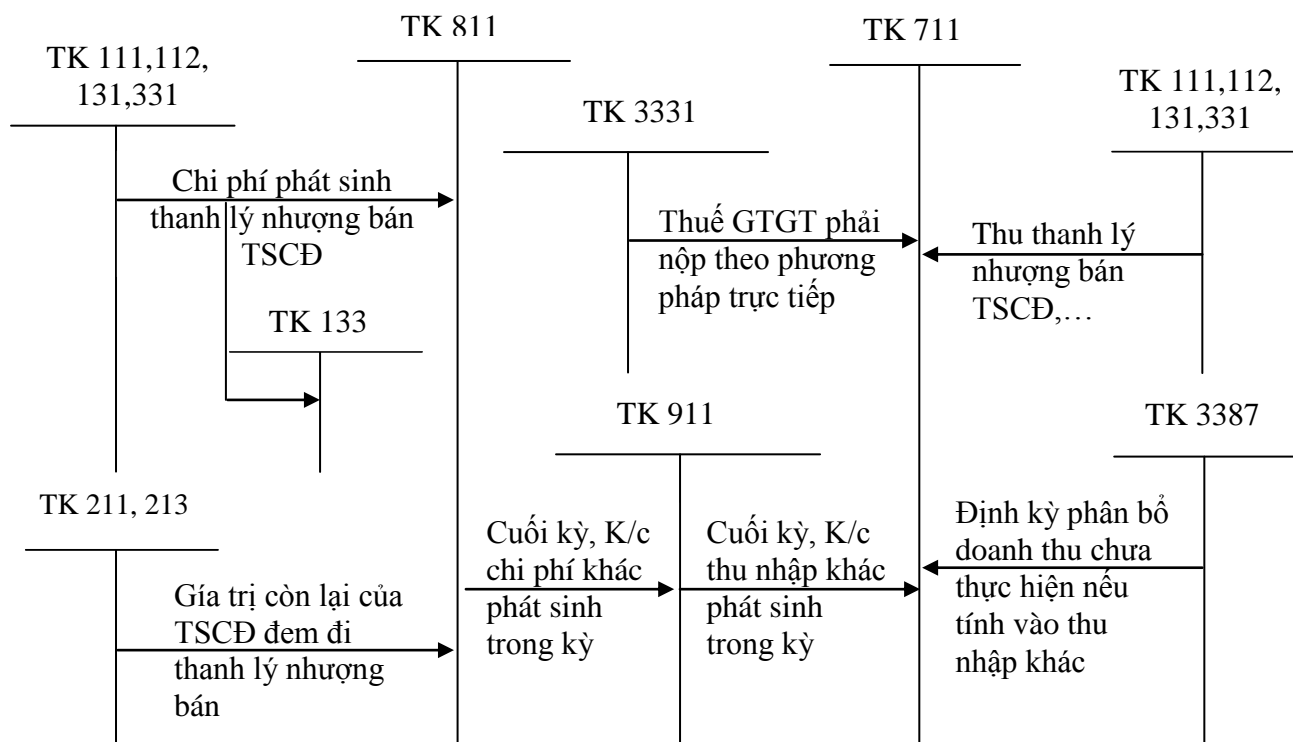 TK 811
TK 711
TK 111,112,
131,331
TK 3331
TK 111,112,
131,331
Chi phí phát sinh
thanh lý nhượng bán
TSCĐ
Thuế GTGT phải
nộp theo phương
pháp trực tiếp
Thu thanh lý
nhượng bán
TSCĐ,…
TK 133
TK 911
TK 3387
TK 211, 213
Gía trị còn lại của
TSCĐ đem đi
thanh lý nhượng
bán
Cuối kỳ, K/c
chi phí khác
phát sinh
trong kỳ
Cuối kỳ, K/c
thu nhập khác
phát sinh
trong kỳ
Định kỳ phân bổ
doanh thu chưa
thực hiện nếu
tính vào thu
nhập khác